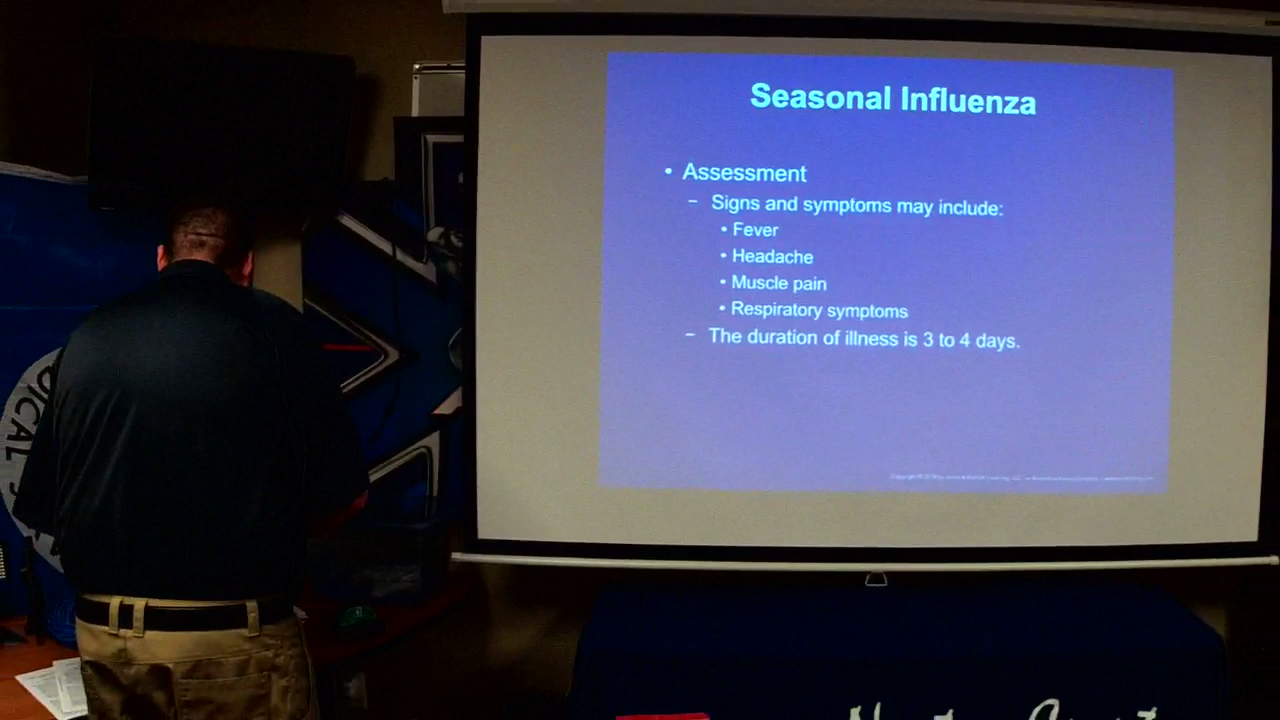 Seasonal Influenza
• Assessment
– Signs and symptoms may include:
• Fever
• Headache
• Muscle pain
• Respiratory symptoms
– The duration of illness is 3 to 4 days.